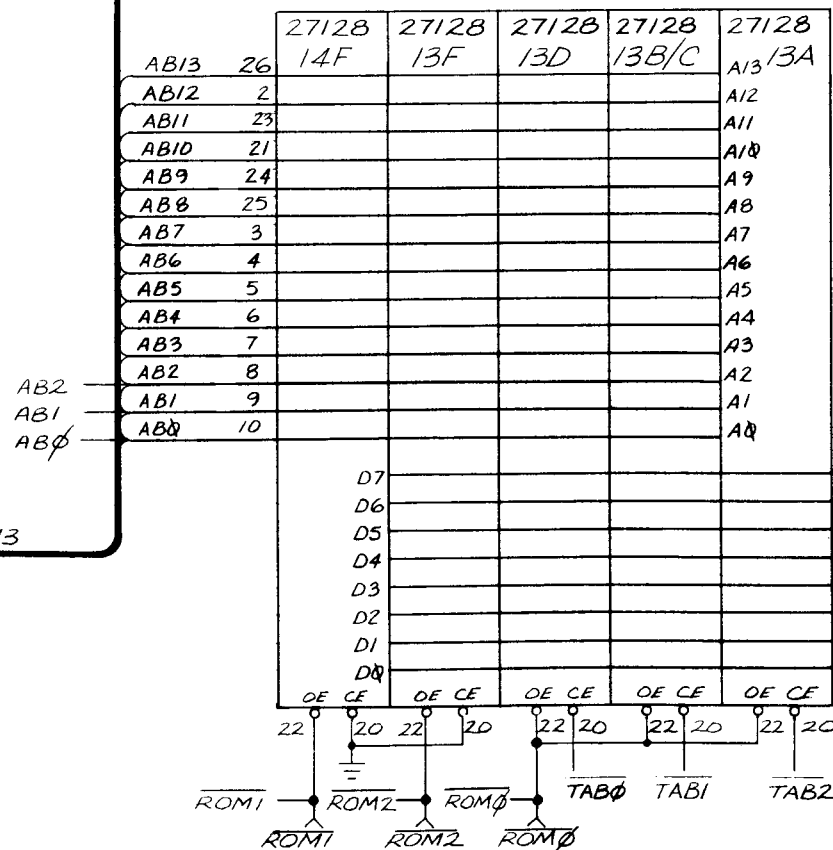 27128 27128 27128 27128 27128
14F 13F 13D 13B/C 13A
AB13 26 A13
AB12 2 A12
AB11 23 A11
AB10 21 A10
AB9 24 A9
AB8 25 A8
AB7 3 A7
AB6 4 A6
AB5 5 A5
AB4 6 A4
AB3 7 A3
AB2 8 A2
AB2
AB1 9 A1
AB1
ABØ 10 AØ
ABØ
D7
D6
D5
13
D4
D3
D2
D1
DØ
OE CE OE CE OE CE OE CE OE CE
22 20 22 20 22 20 22 20 22 20
TABØ TAB1 TAB2
ROM1 ROM2 ROMØ
ROM1 ROM2 ROMØ